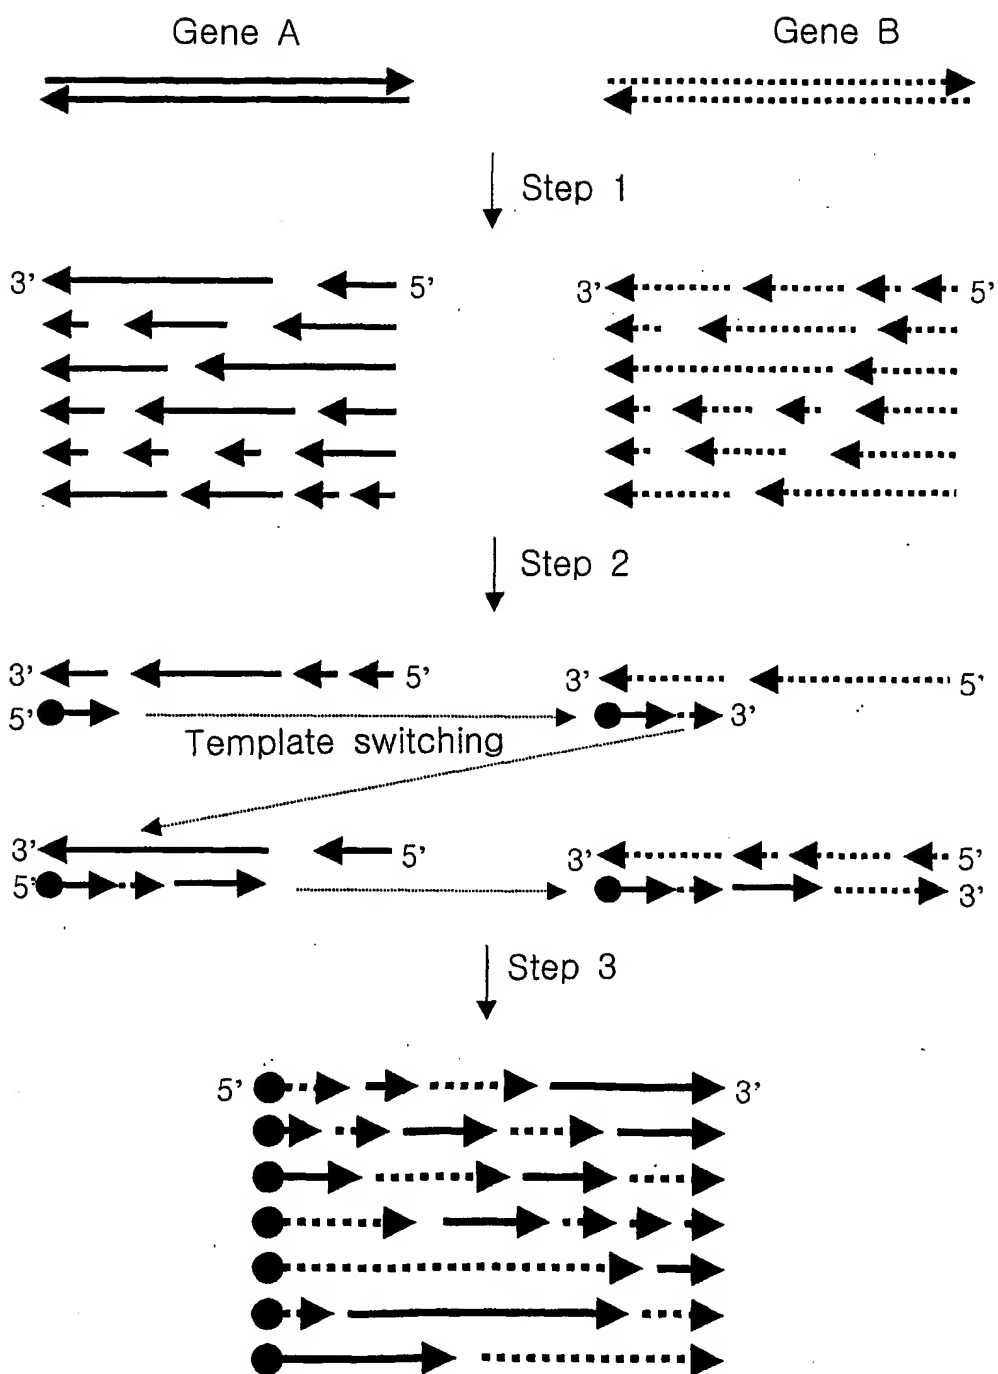 Gene A
Gene B
Step 1
3' 5'
3' 5'
Step 2
3' 5'
3' 5'
5'
3'
Template switching
3' 5'
3' 5'
5'
3'
Step 3
5' 3'